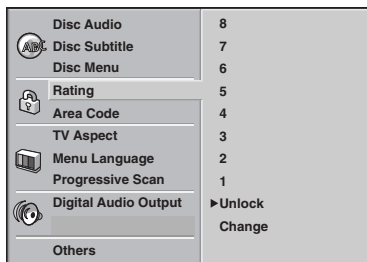 Disc Audio
Disc Subtitle
Disc Menu
Rating
Area Code
TV Aspect
Menu Language
Progressive Scan
Digital Audio Output
Others
ABC
8
7
6
5
4
3
2
1
►Unlock
Change